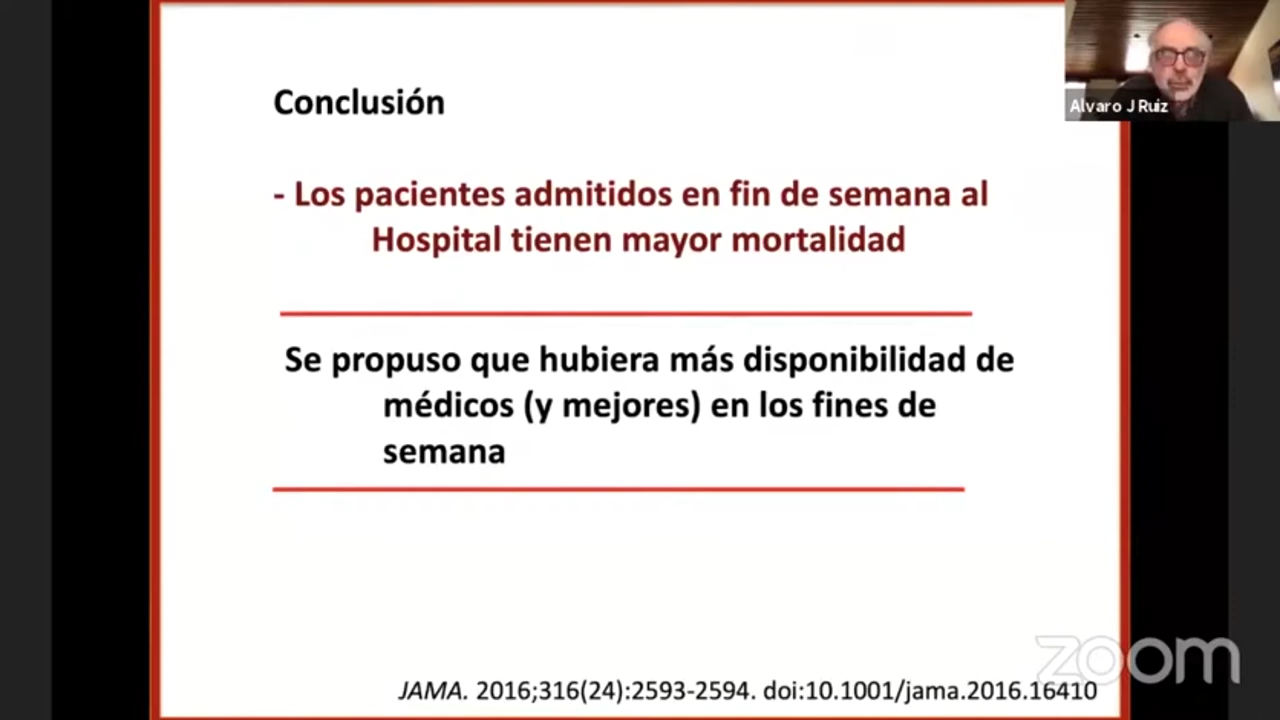 Alvaro J Ruiz
Conclusión
- Los pacientes admitidos en fin de semana al
Hospital tienen mayor mortalidad
Se propuso que hubiera más disponibilidad de
médicos (y mejores) en los fines de
semana
zoom
JAMA. 2016;316(24):2593-2594. doi:10.1001/jama.2016.16410